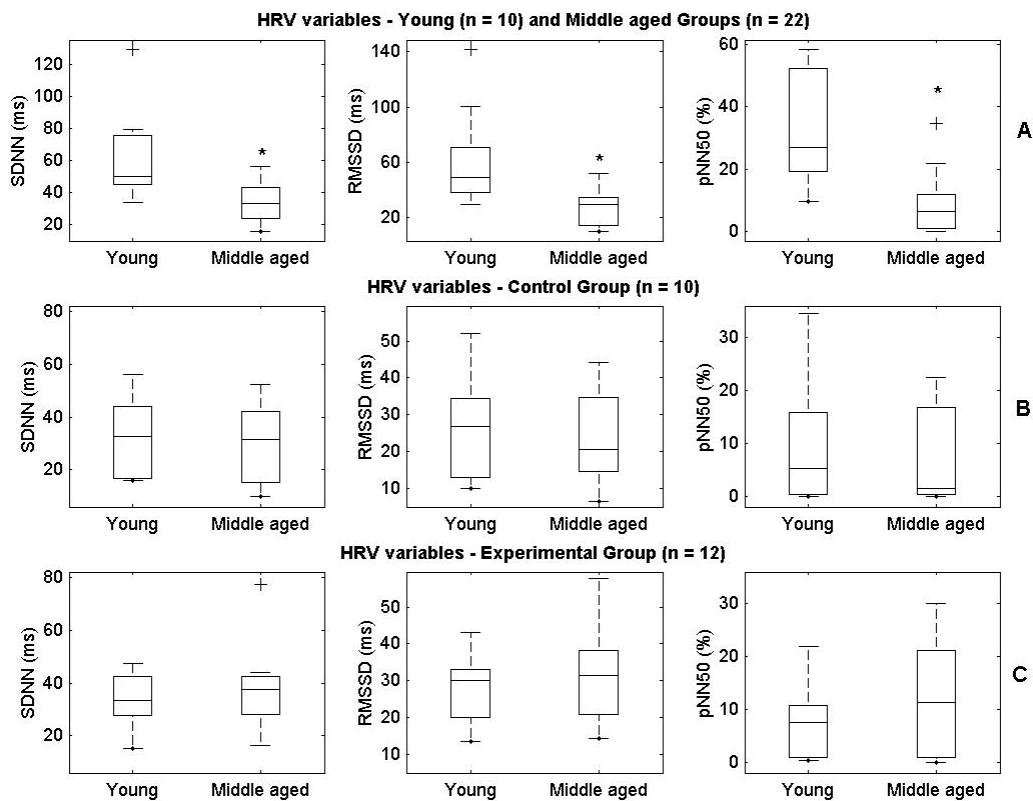 HRV variables - Young (n = 10) and Middle aged Groups (n = 22)
SDNN (ms)
120
100
80
60
40
20
*
Young
Middle aged
RMSSD (ms)
140
100
60
20
*
Young
Middle aged
pNN50 (%)
60
40
20
0
*
Young
Middle aged
A
HRV variables - Control Group (n = 10)
SDNN (ms)
80
60
40
20
Young
Middle aged
RMSSD (ms)
50
40
30
20
10
Young
Middle aged
pNN50 (%)
30
20
10
0
Young
Middle aged
B
HRV variables - Experimental Group (n = 12)
SDNN (ms)
80
60
40
20
Young
Middle aged
RMSSD (ms)
50
40
30
20
10
Young
Middle aged
pNN50 (%)
30
20
10
0
Young
Middle aged
C